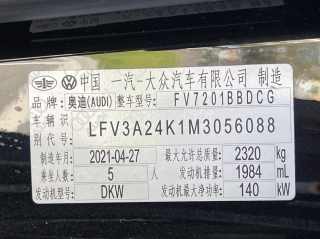 中国 一汽-大众汽车有限公司 制造
品牌 奥迪(AUDI) 整车型号 FV7201BBDCG
车辆识别代号 LFV3A24K1M3056088
制造年月 2021-04-27 最大允许总质量 2320 kg
乘坐人数 5 人 发动机排量 1984 mL
发动机型号 DKW 发动机最大净功率 140 kW